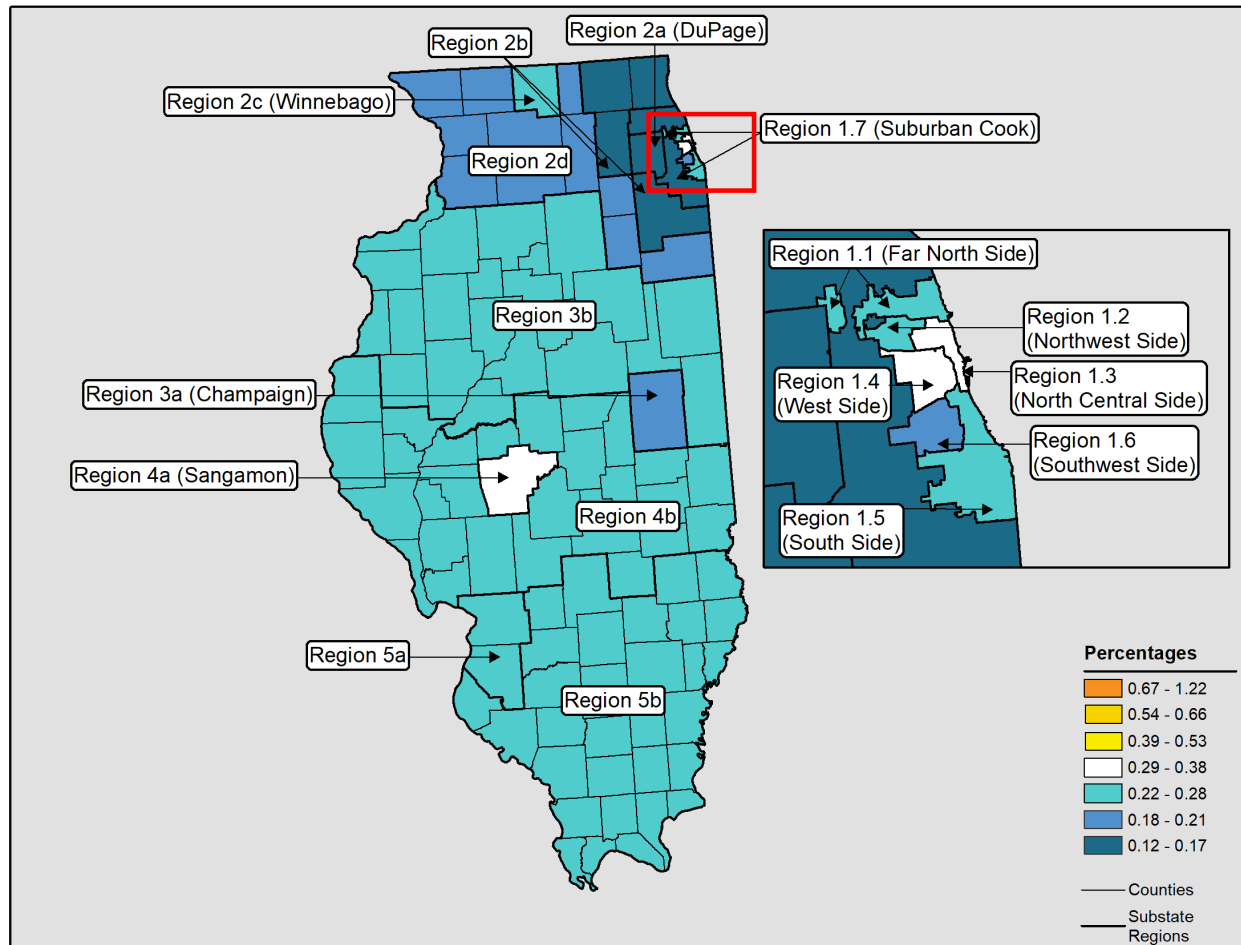 Region 2a (DuPage)
Region 2b
Region 2c (Winnebago)
Region 1.7 (Suburban Cook)
Region 2d
Region 1.1 (Far North Side)
Region 3b
Region 1.2
(Northwest Side)
Region 3a (Champaign)
Region 1.4
(West Side)
Region 1.3
(North Central Side)
Region 4a (Sangamon)
Region 1.6
(Southwest Side)
Region 4b
Region 1.5
(South Side)
Region 5a
Region 5b
Percentages
0.67 - 1.22
0.54 - 0.66
0.39 - 0.53
0.29 - 0.38
0.22 - 0.28
0.18 - 0.21
0.12 - 0.17
Counties
Substate
Regions